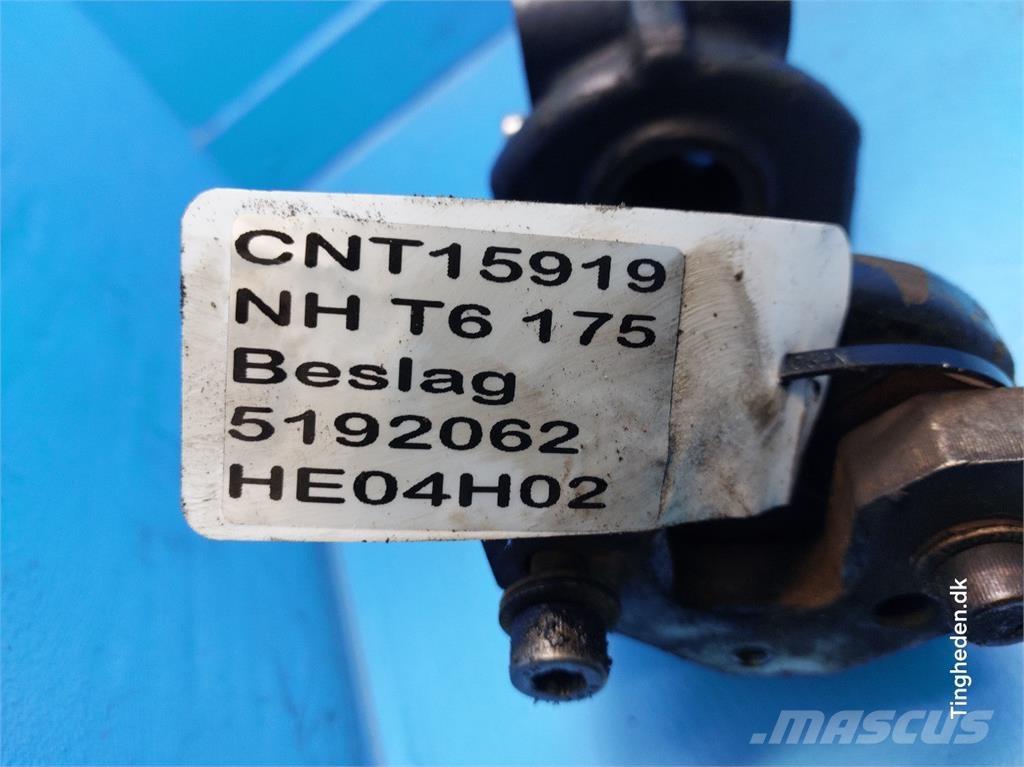 CNT15919
NH T6 175
Beslag
5192062
HE04H02
Tingheden.dk
MASCUS